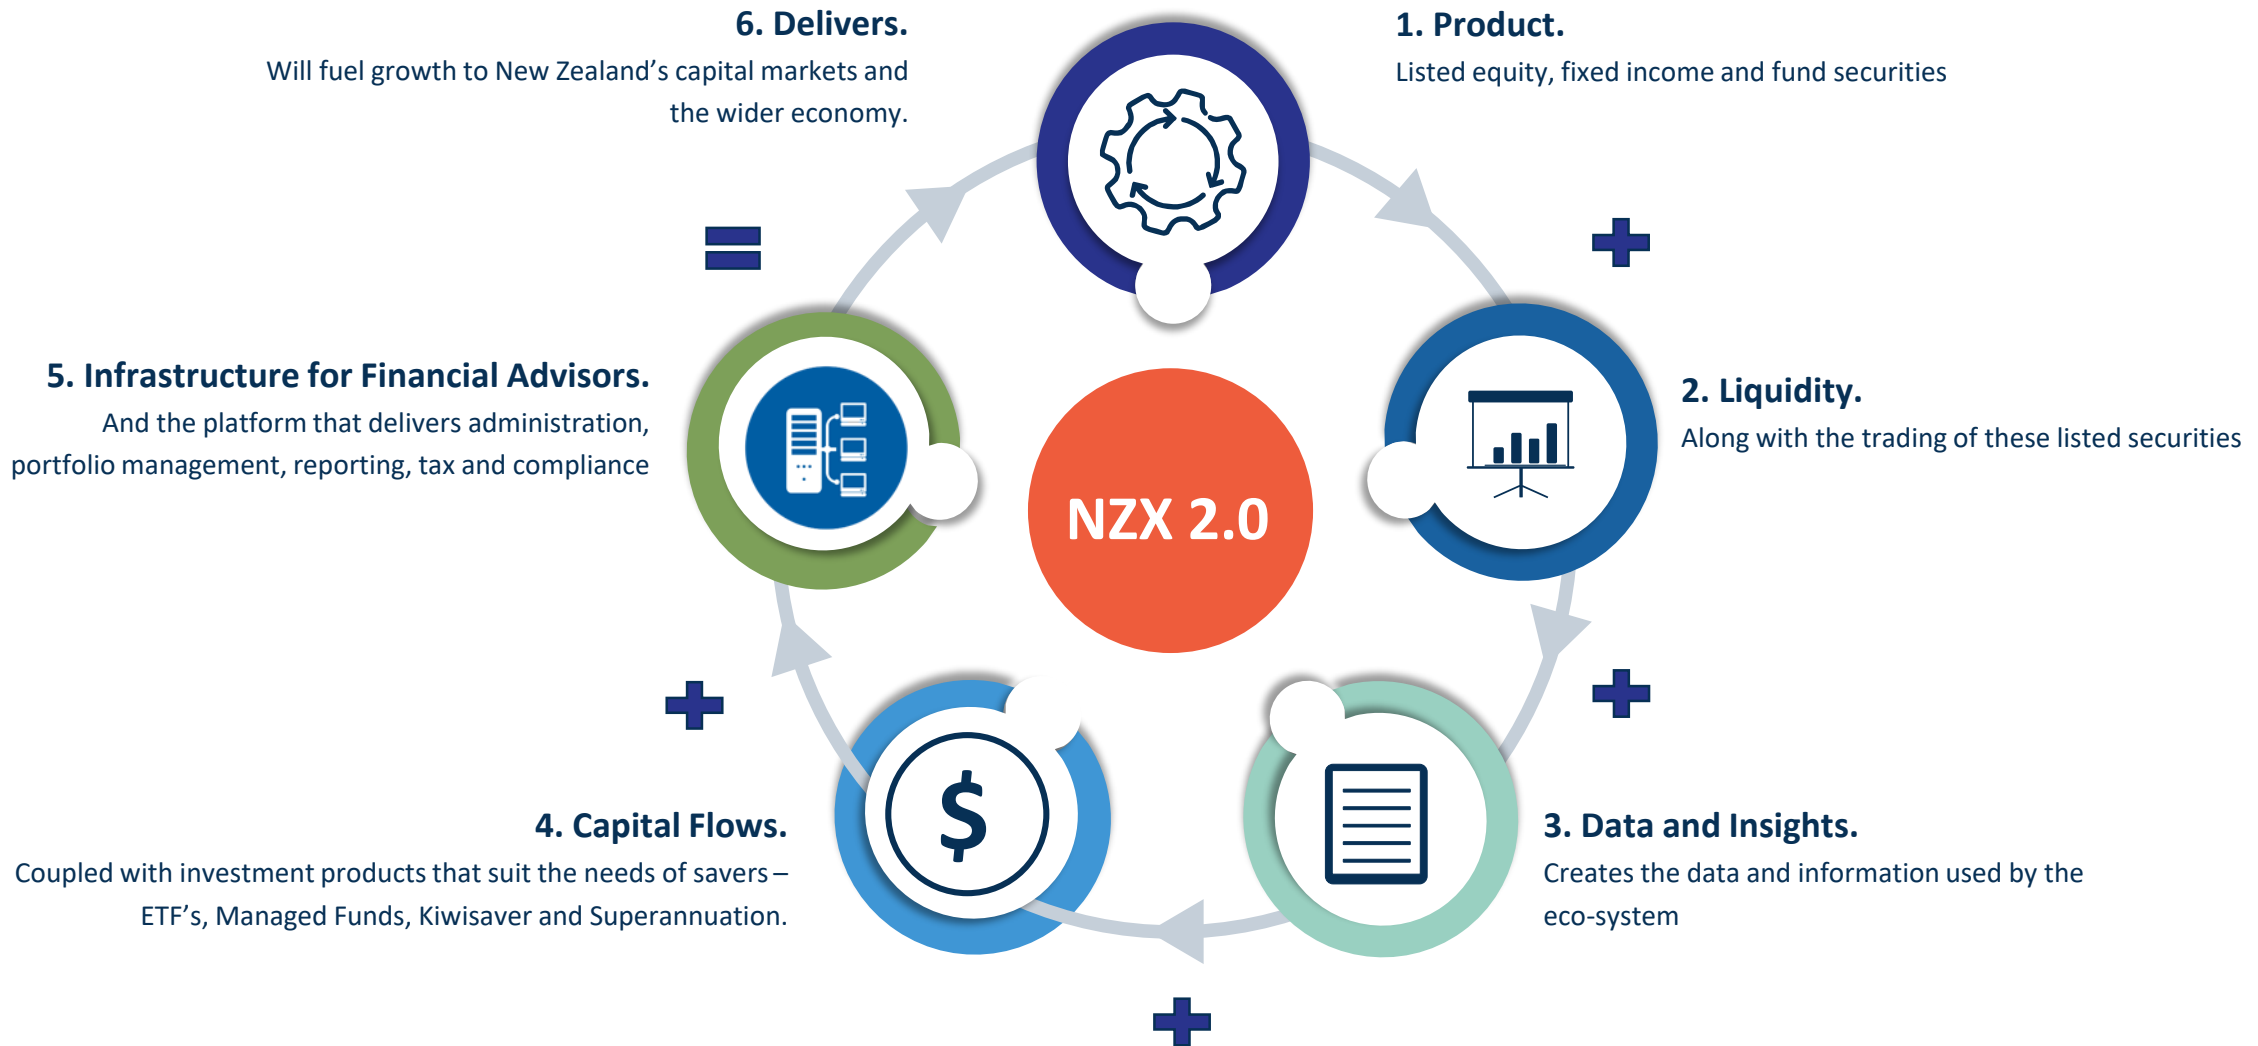 1. Product.
Listed equity, fixed income and fund securities
2. Liquidity.
Along with the trading of these listed securities
3. Data and Insights.
Creates the data and information used by the
eco-system
4. Capital Flows.
Coupled with investment products that suit the needs of savers –
ETF's, Managed Funds, Kiwisaver and Superannuation.
5. Infrastructure for Financial Advisors.
And the platform that delivers administration,
portfolio management, reporting, tax and compliance
6. Delivers.
Will fuel growth to New Zealand's capital markets and
the wider economy.
NZX 2.0
$
+
+
+
+
=